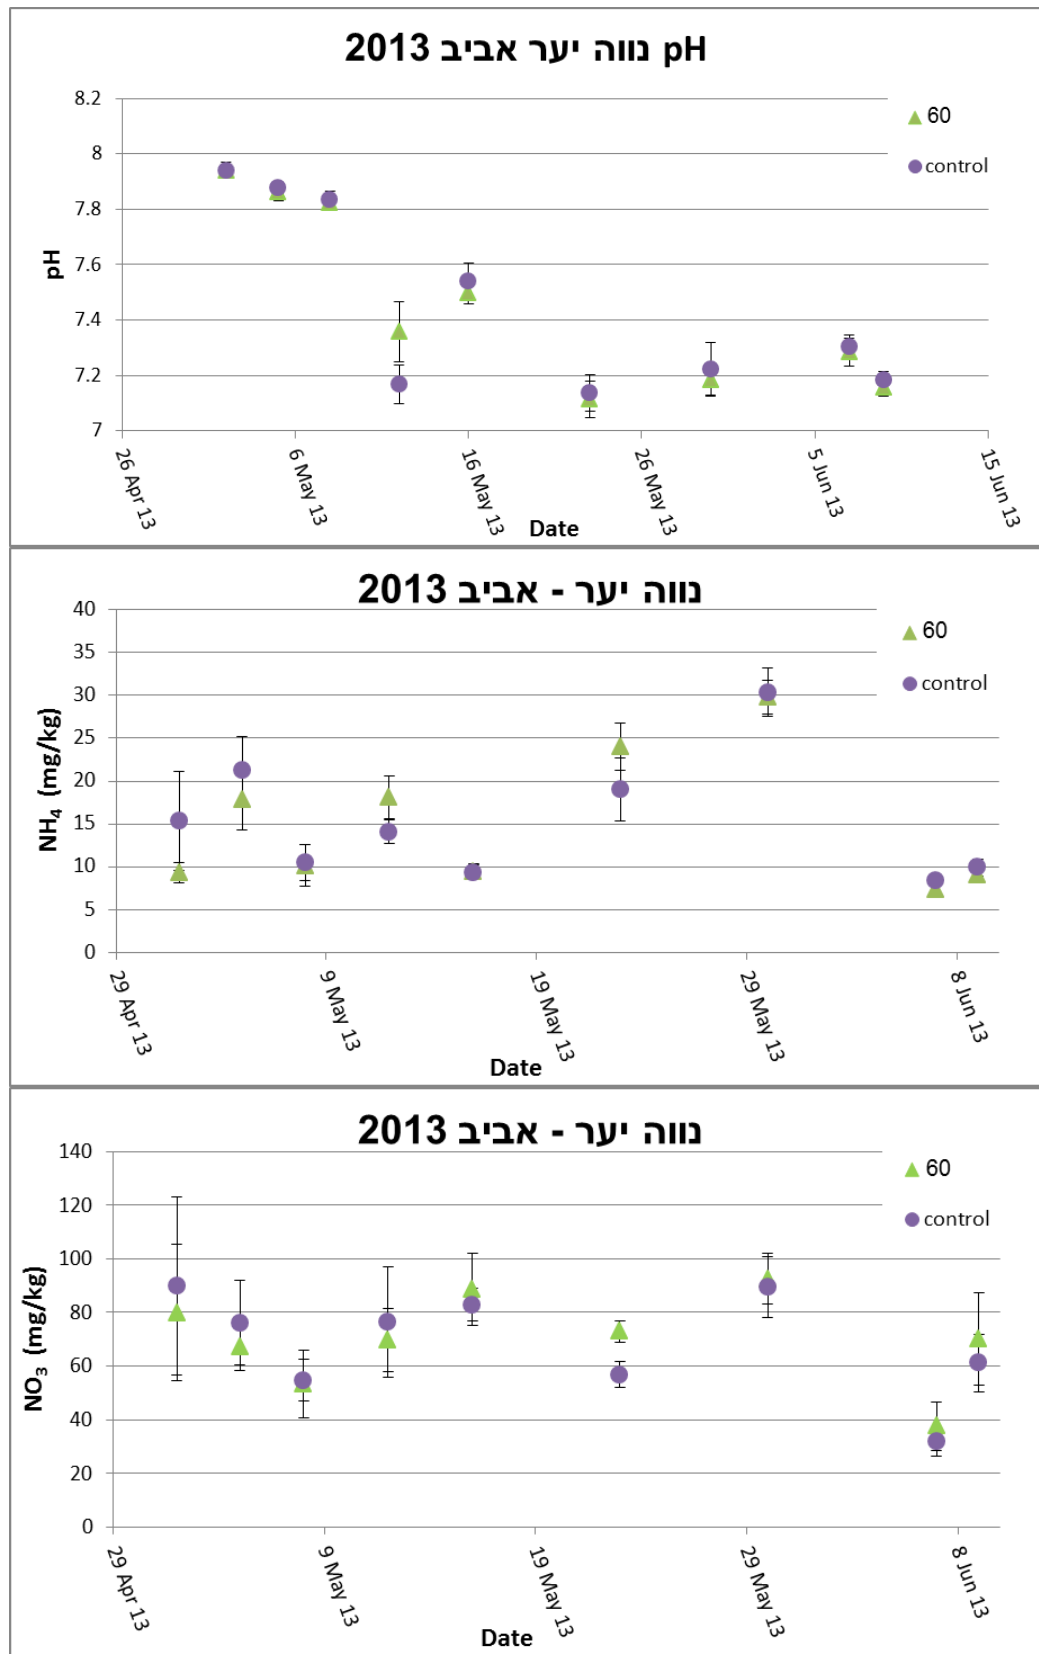 pH נווה יער אביב 2013
8.2
8
7.8
7.6
7.4
7.2
7
pH
60
control
26 Apr 13
6 May 13
16 May 13
26 May 13
5 Jun 13
15 Jun 13
Date
נווה יער - אביב 2013
40
35
30
25
20
15
10
5
0
NH₄ (mg/kg)
60
control
29 Apr 13
9 May 13
19 May 13
29 May 13
8 Jun 13
Date
נווה יער - אביב 2013
140
120
100
80
60
40
20
0
NO₃ (mg/kg)
60
control
29 Apr 13
9 May 13
19 May 13
29 May 13
8 Jun 13
Date